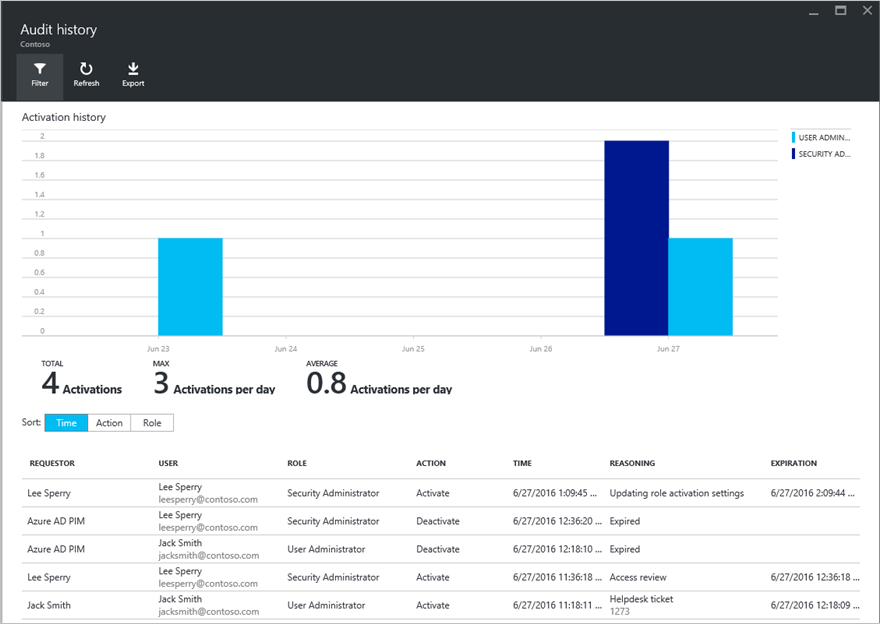 Audit history
Contoso
Filter Refresh Export
Activation history
2
1.8
1.6
1.4
1.2
1
0.8
0.6
0.4
0.2
0
USER ADMIN...
SECURITY AD...
Jun 23 Jun 24 Jun 25 Jun 26 Jun 27
TOTAL MAX AVERAGE
4 Activations 3 Activations per day 0.8 Activations per day
Sort: Time Action Role
REQUESTOR USER ROLE ACTION TIME REASONING EXPIRATION
Lee Sperry Lee Sperry Security Administrator Activate 6/27/2016 1:09:45 ... Updating role activation settings 6/27/2016 2:09:44 ...
leesperry@contoso.com
Azure AD PIM Lee Sperry Security Administrator Deactivate 6/27/2016 12:36:20 ... Expired
leesperry@contoso.com
Azure AD PIM Jack Smith User Administrator Deactivate 6/27/2016 12:18:10 ... Expired
jacksmith@contoso.com
Lee Sperry Lee Sperry Security Administrator Activate 6/27/2016 11:36:18 ... Access review 6/27/2016 12:36:18 ...
leesperry@contoso.com
Jack Smith Jack Smith User Administrator Activate 6/27/2016 11:18:11 ... Helpdesk ticket 6/27/2016 12:18:09 ...
jacksmith@contoso.com 1273